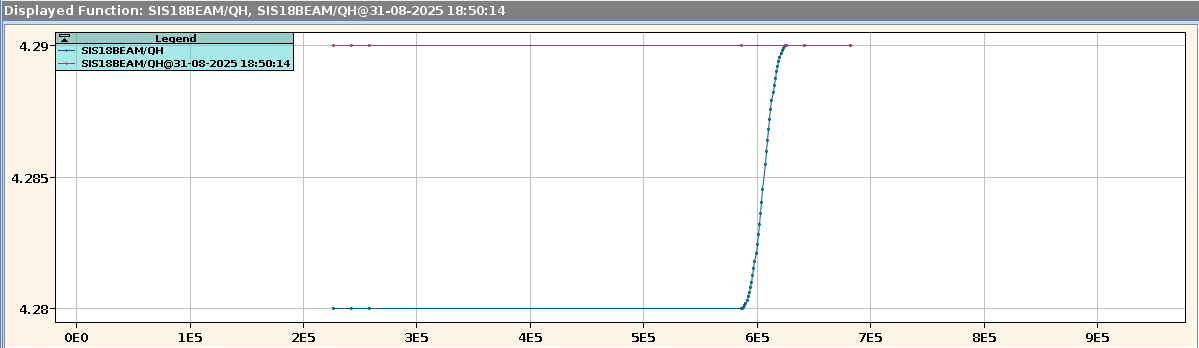 Displayed Function: SIS18BEAM/QH, SIS18BEAM/QH@31-08-2025 18:50:14
Legend
SIS18BEAM/QH
SIS18BEAM/QH@31-08-2025 18:50:14
4.29
4.285
4.28
0E0 1E5 2E5 3E5 4E5 5E5 6E5 7E5 8E5 9E5